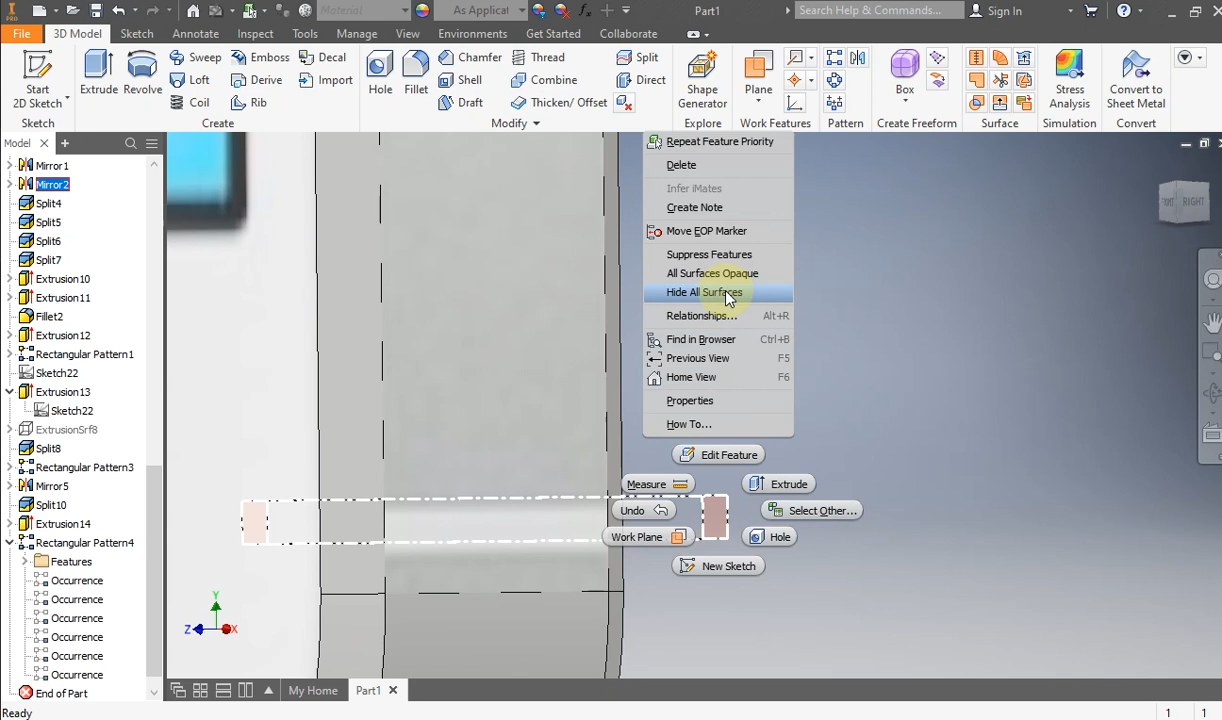 PRO
Material
As Applicat
Part1
Search Help & Commands...
Sign In
File
3D Model
Sketch
Annotate
Inspect
Tools
Manage
View
Environments
Get Started
Collaborate
Start
2D Sketch
Sketch
Extrude
Revolve
Sweep
Loft
Coil
Emboss
Derive
Rib
Decal
Import
Create
Hole
Fillet
Chamfer
Shell
Draft
Thread
Combine
Thicken/ Offset
Split
Direct
Modify
Shape
Generator
Explore
Plane
Work Features
Pattern
Box
Create Freeform
Surface
Stress
Analysis
Simulation
Convert to
Sheet Metal
Convert
Model
Mirror1
Mirror2
Split4
Split5
Split6
Split7
Extrusion10
Extrusion11
Fillet2
Extrusion12
Rectangular Pattern1
Sketch22
Extrusion13
Sketch22
ExtrusionSrf8
Split8
Rectangular Pattern3
Mirror5
Split10
Extrusion14
Rectangular Pattern4
Features
Occurrence
Occurrence
Occurrence
Occurrence
Occurrence
Occurrence
End of Part
Repeat Feature Priority
Delete
Infer iMates
Create Note
Move EOP Marker
Suppress Features
All Surfaces Opaque
Hide All Surfaces
Relationships... Alt+R
Find in Browser Ctrl+B
Previous View F5
Home View F6
Properties
How To...
Edit Feature
Measure
Extrude
Undo
Select Other...
Work Plane
Hole
New Sketch
RIGHT
Y
Z
X
My Home
Part1
Ready
1
1